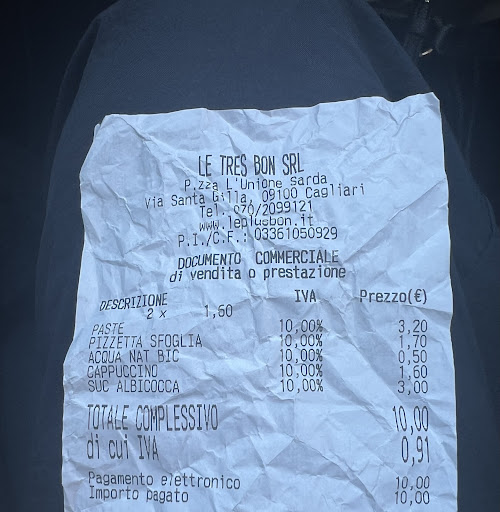 LE TRES BON SRL
P.zza L'Unione Sarda
Via Santa Gilla, 09100 Cagliari
Tel. 070/2099121
www.leplusbon.it
P.I./C.F.: 03361050929
DOCUMENTO COMMERCIALE
di vendita o prestazione
DESCRIZIONE IVA Prezzo(€)
2 x 1,60
PASTE 10,00% 3,20
PIZZETTA SFOGLIA 10,00% 1,70
ACQUA NAT BIC 10,00% 0,50
CAPPUCCINO 10,00% 1,60
SUC ALBICOCCA 10,00% 3,00
TOTALE COMPLESSIVO 10,00
di cui IVA 0,91
Pagamento elettronico 10,00
Importo pagato 10,00